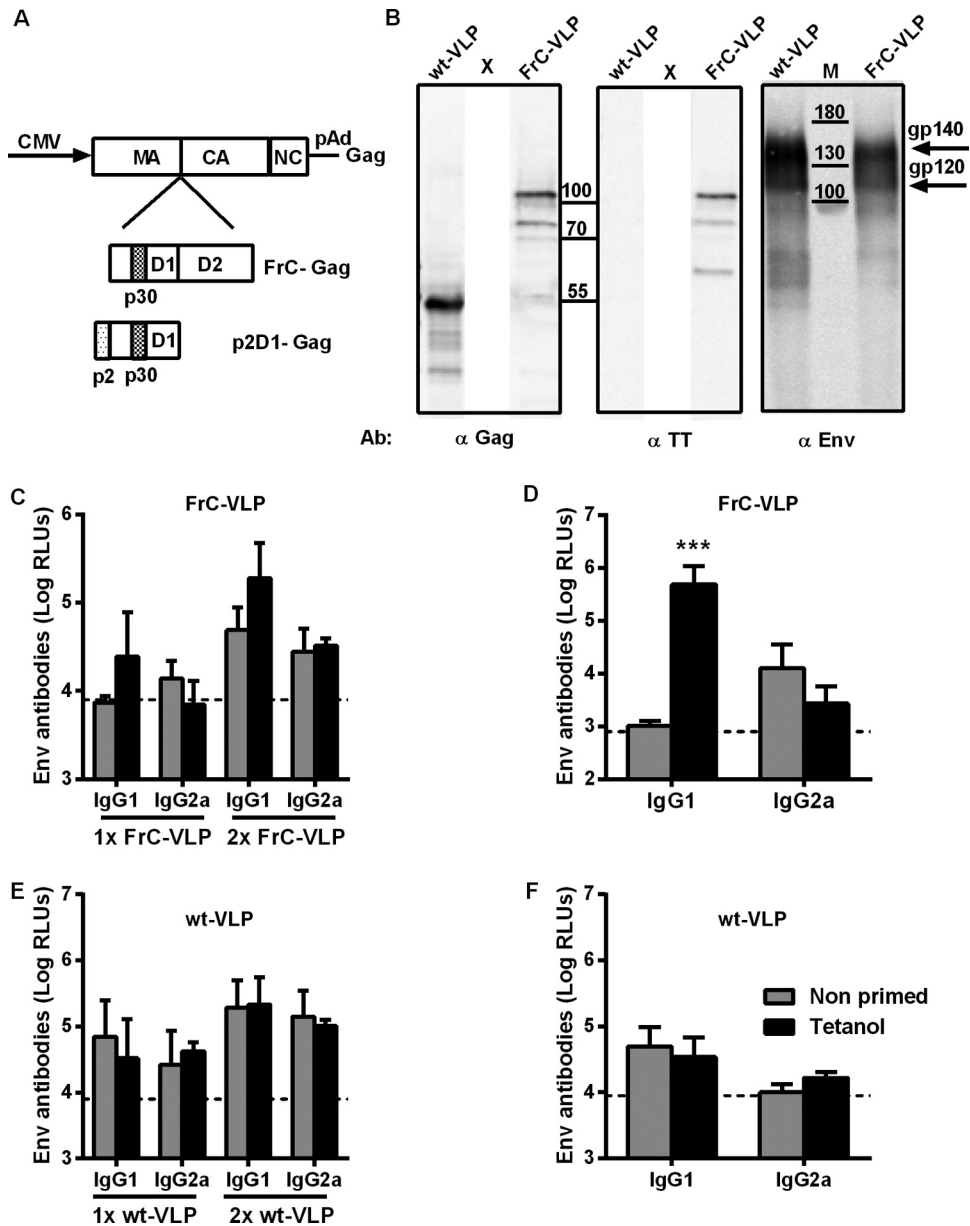 A
CMV
MA
CA
NC
pAd
Gag
D1
D2
FrC- Gag
p30
D1
p2D1- Gag
p2
p30
B
wt-VLP
X
FrC-VLP
wt-VLP
X
FrC-VLP
wt-VLP
M
FrC-VLP
100
70
55
180
130
100
gp140
gp120
Ab:
α Gag
α TT
α Env
C
FrC-VLP
Env antibodies (Log RLUs)
6
5
4
3
IgG1
IgG2a
IgG1
IgG2a
1x FrC-VLP
2x FrC-VLP
D
FrC-VLP
Env antibodies (Log RLUs)
7
6
5
4
3
2
***
IgG1
IgG2a
E
wt-VLP
Env antibodies (Log RLUs)
7
6
5
4
3
IgG1
IgG2a
IgG1
IgG2a
1x wt-VLP
2x wt-VLP
F
wt-VLP
Env antibodies (Log RLUs)
7
6
5
4
3
Non primed
Tetanol
IgG1
IgG2a